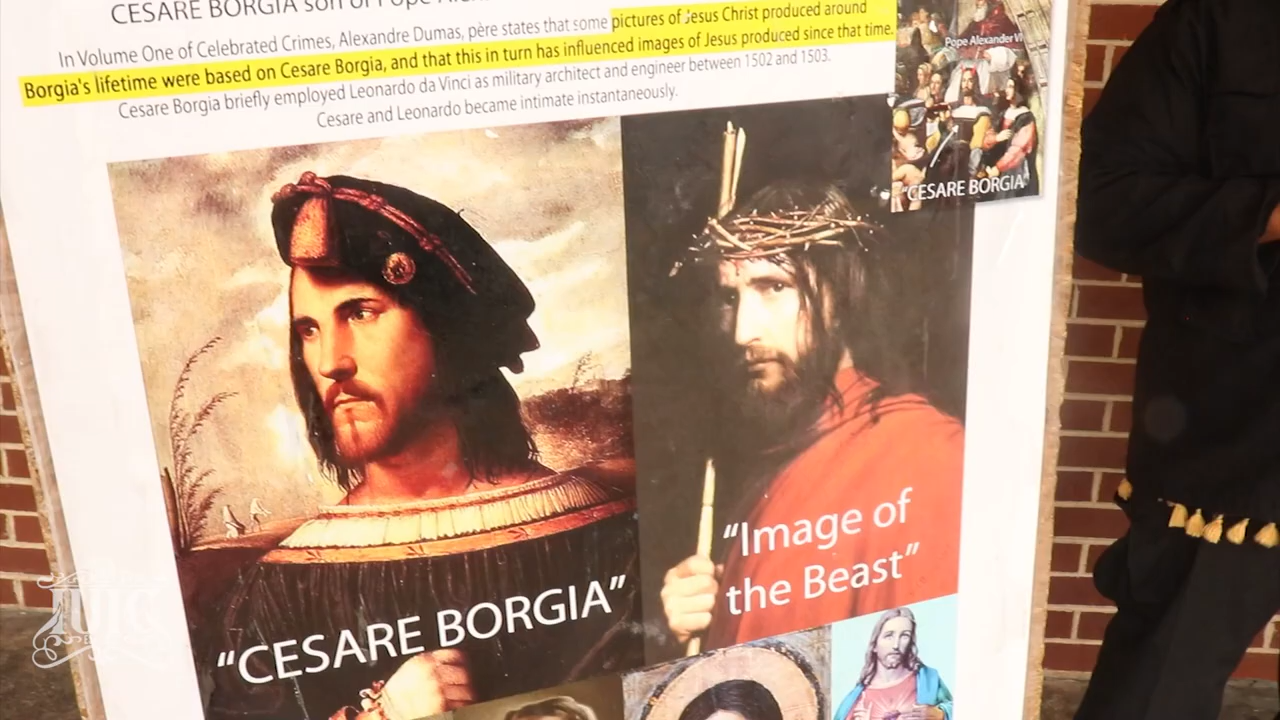 CESARE BORGIA son of Pope
In Volume One of Celebrated Crimes, Alexandre Dumas, père states that some pictures of Jesus Christ produced around
Borgia's lifetime were based on Cesare Borgia, and that this in turn has influenced images of Jesus produced since that time.
Cesare Borgia briefly employed Leonardo da Vinci as military architect and engineer between 1502 and 1503.
Cesare and Leonardo became intimate instantaneously.
Pope Alexander VI
"CESARE BORGIA"
"Image of
the Beast"
"CESARE BORGIA"
IUIC